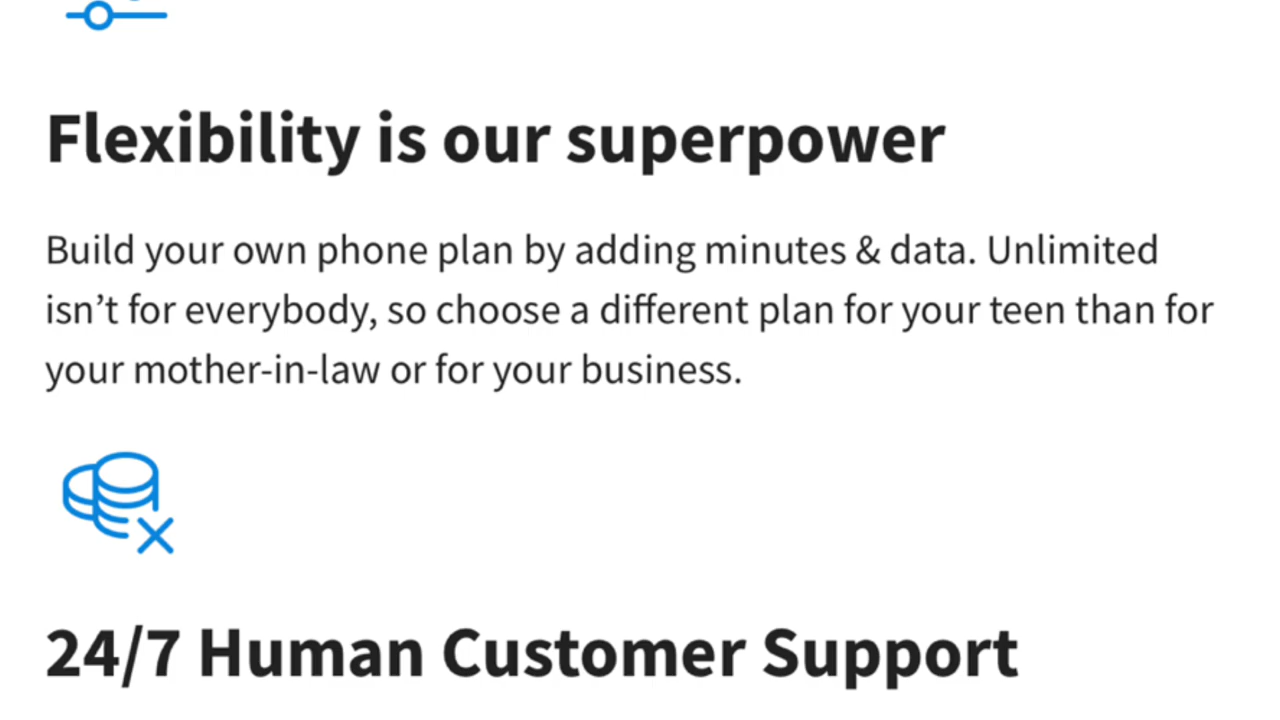 Flexibility is our superpower
Build your own phone plan by adding minutes & data. Unlimited
isn’t for everybody, so choose a different plan for your teen than for
your mother-in-law or for your business.
24/7 Human Customer Support